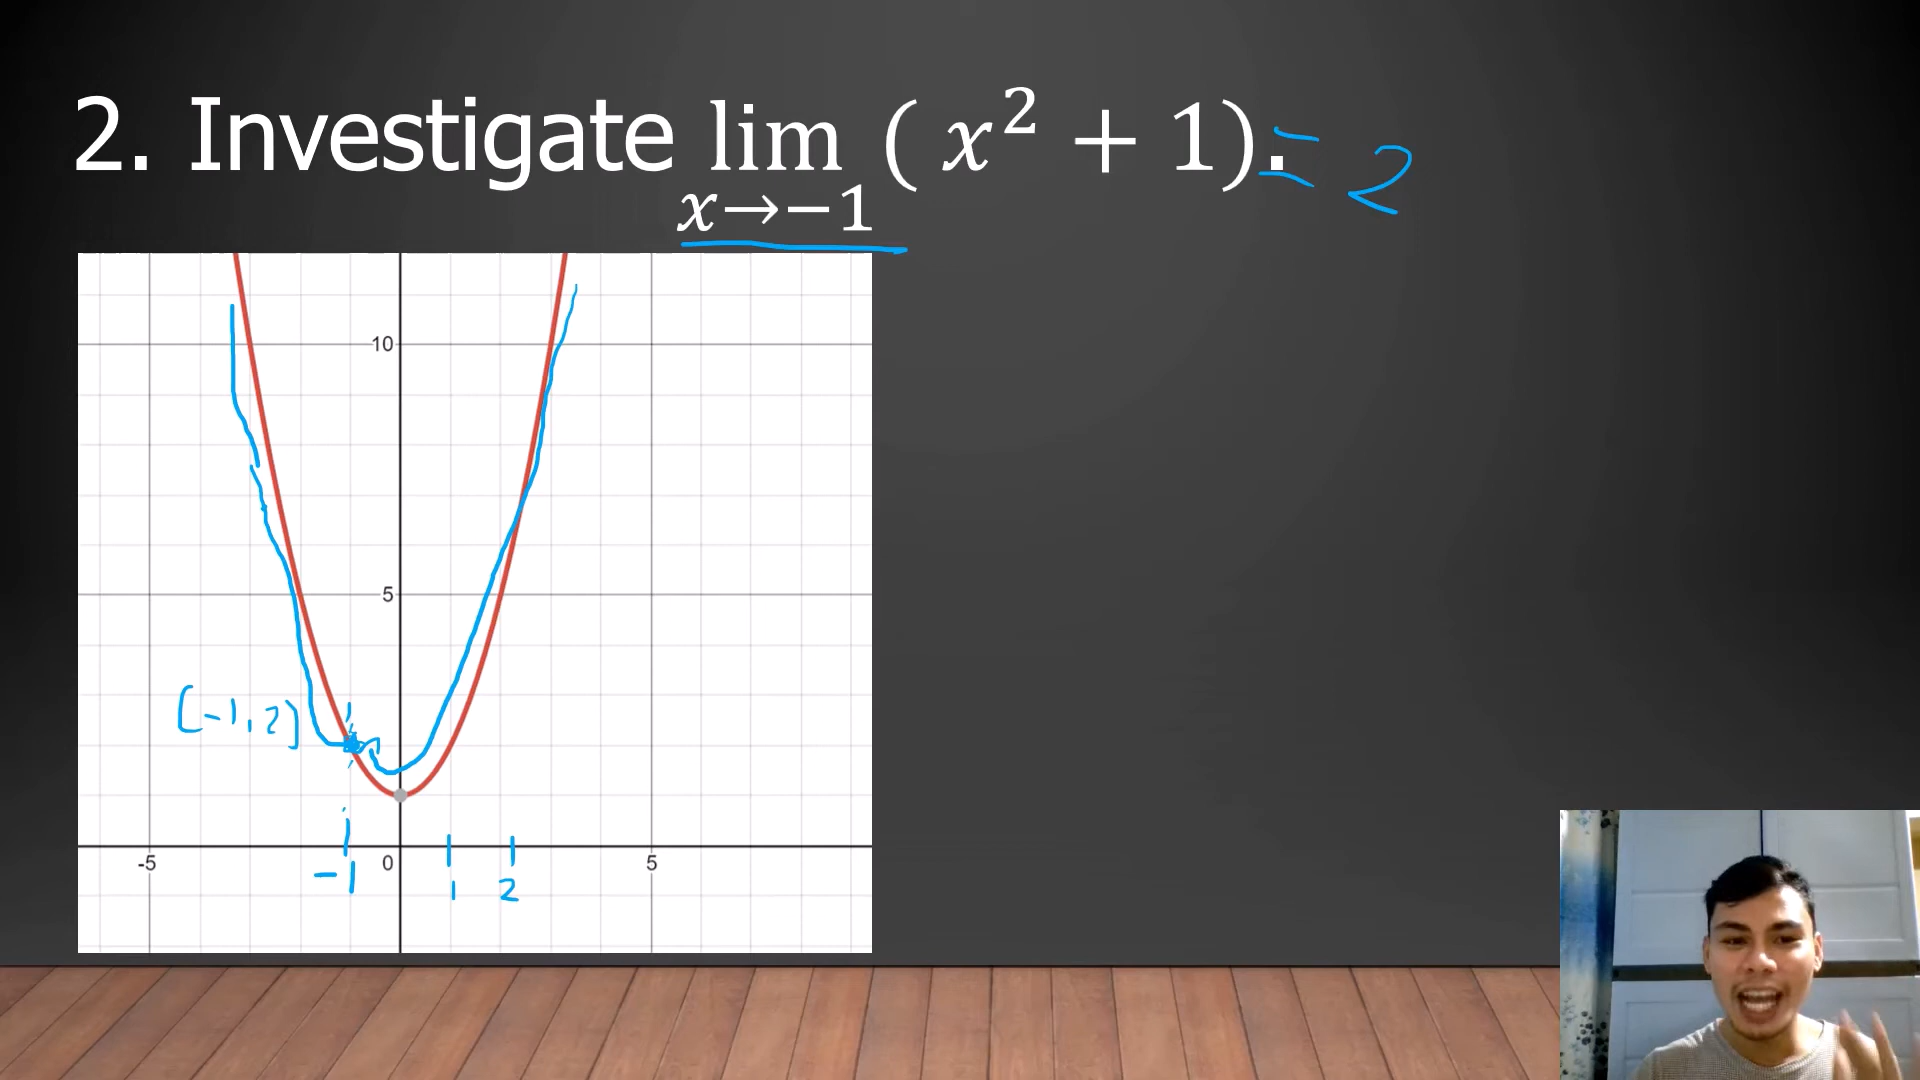 2. Investigate lim ( x² + 1). = 2
x→−1
10
5
[-1,2]
-5 0 5
-1 1 2